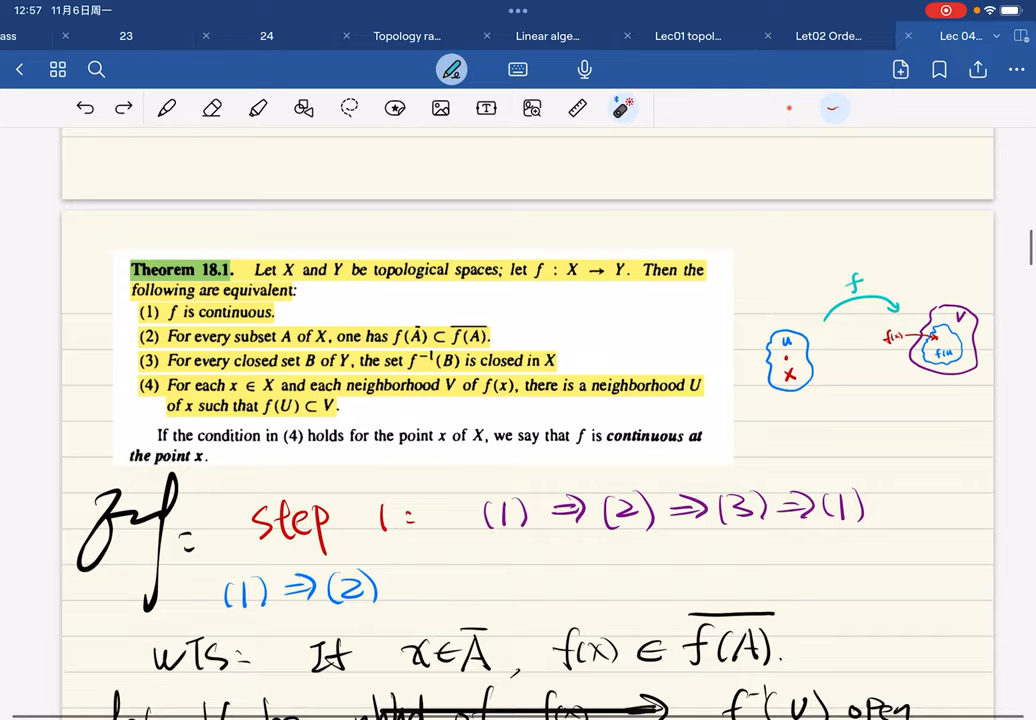 12:57 11月6日周一
ass 23 24 Topology ra... Linear alge... Lec01 topol... Let02 Orde... Lec 04...
Theorem 18.1. Let X and Y be topological spaces; let f : X → Y. Then the
following are equivalent:
(1) f is continuous.
(2) For every subset A of X, one has f(Ā) ⊂ \overline{f(A)}.
(3) For every closed set B of Y, the set f⁻¹(B) is closed in X
(4) For each x ∈ X and each neighborhood V of f(x), there is a neighborhood U
of x such that f(U) ⊂ V.
If the condition in (4) holds for the point x of X, we say that f is continuous at
the point x.
f
U
x
V
f(x)
f(U
step 1: (1) ⇒ (2) ⇒ (3) ⇒ (1)
(1) ⇒ (2)
WTS: If x ∈ Ā, f(x) ∈ \overline{f(A)}.
f⁻¹(V) open